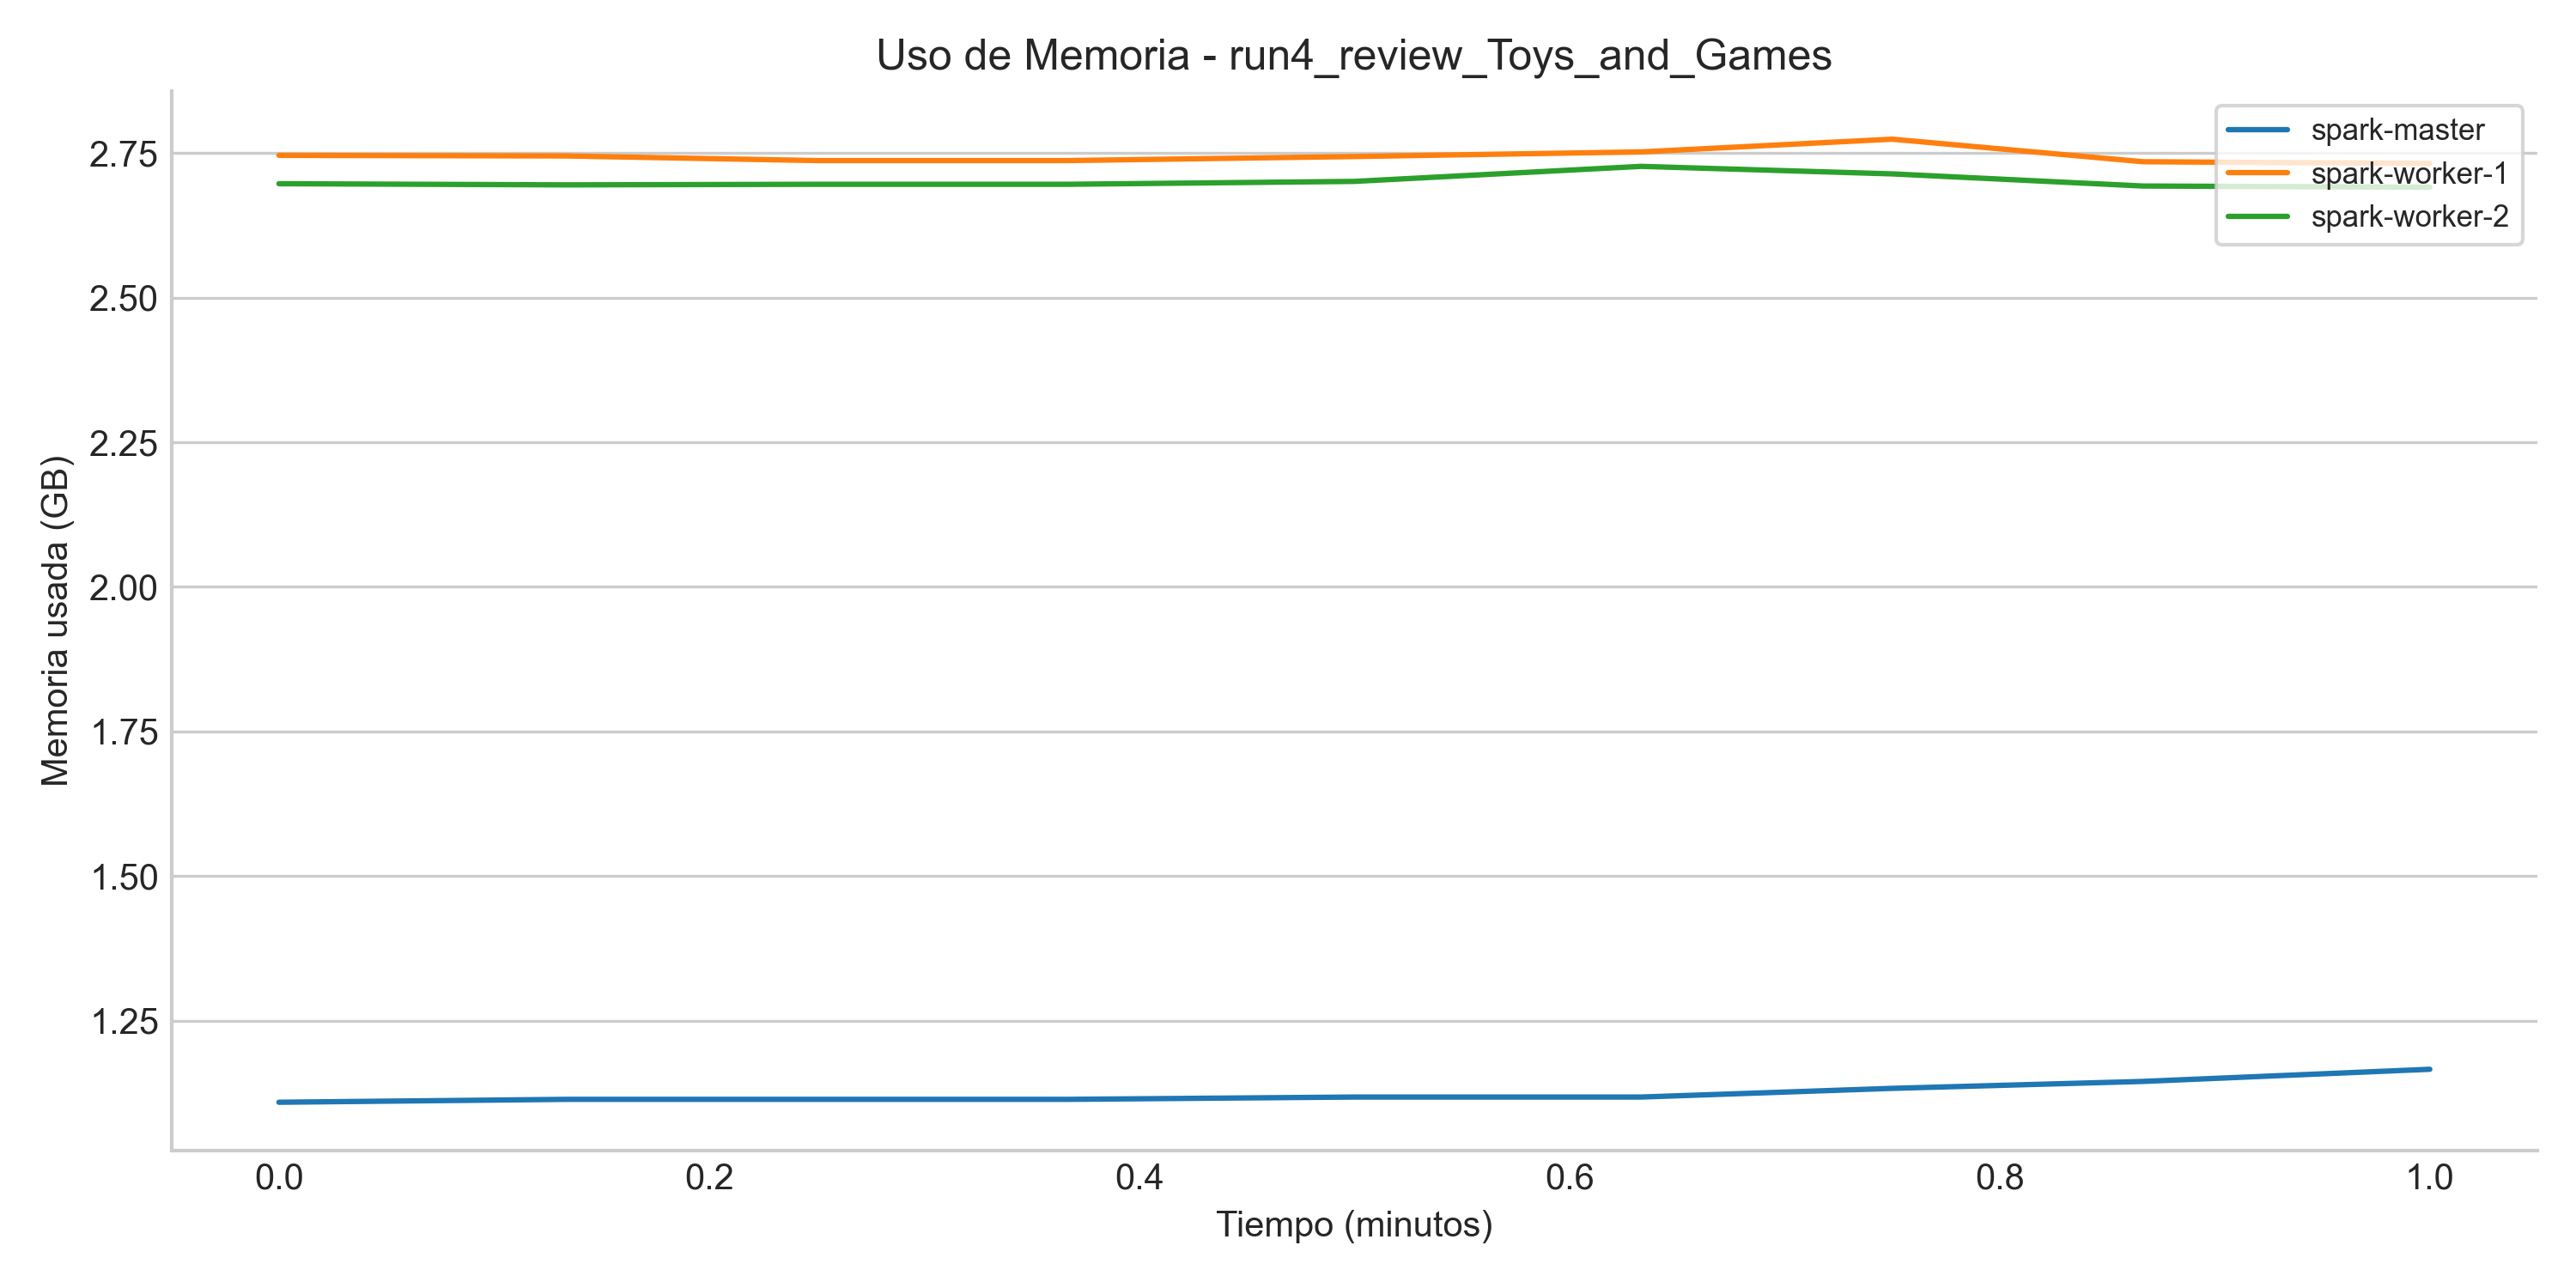 Uso de Memoria - run4_review_Toys_and_Games
spark-master
spark-worker-1
spark-worker-2
Memoria usada (GB)
2.75
2.50
2.25
2.00
1.75
1.50
1.25
0.0 0.2 0.4 0.6 0.8 1.0
Tiempo (minutos)